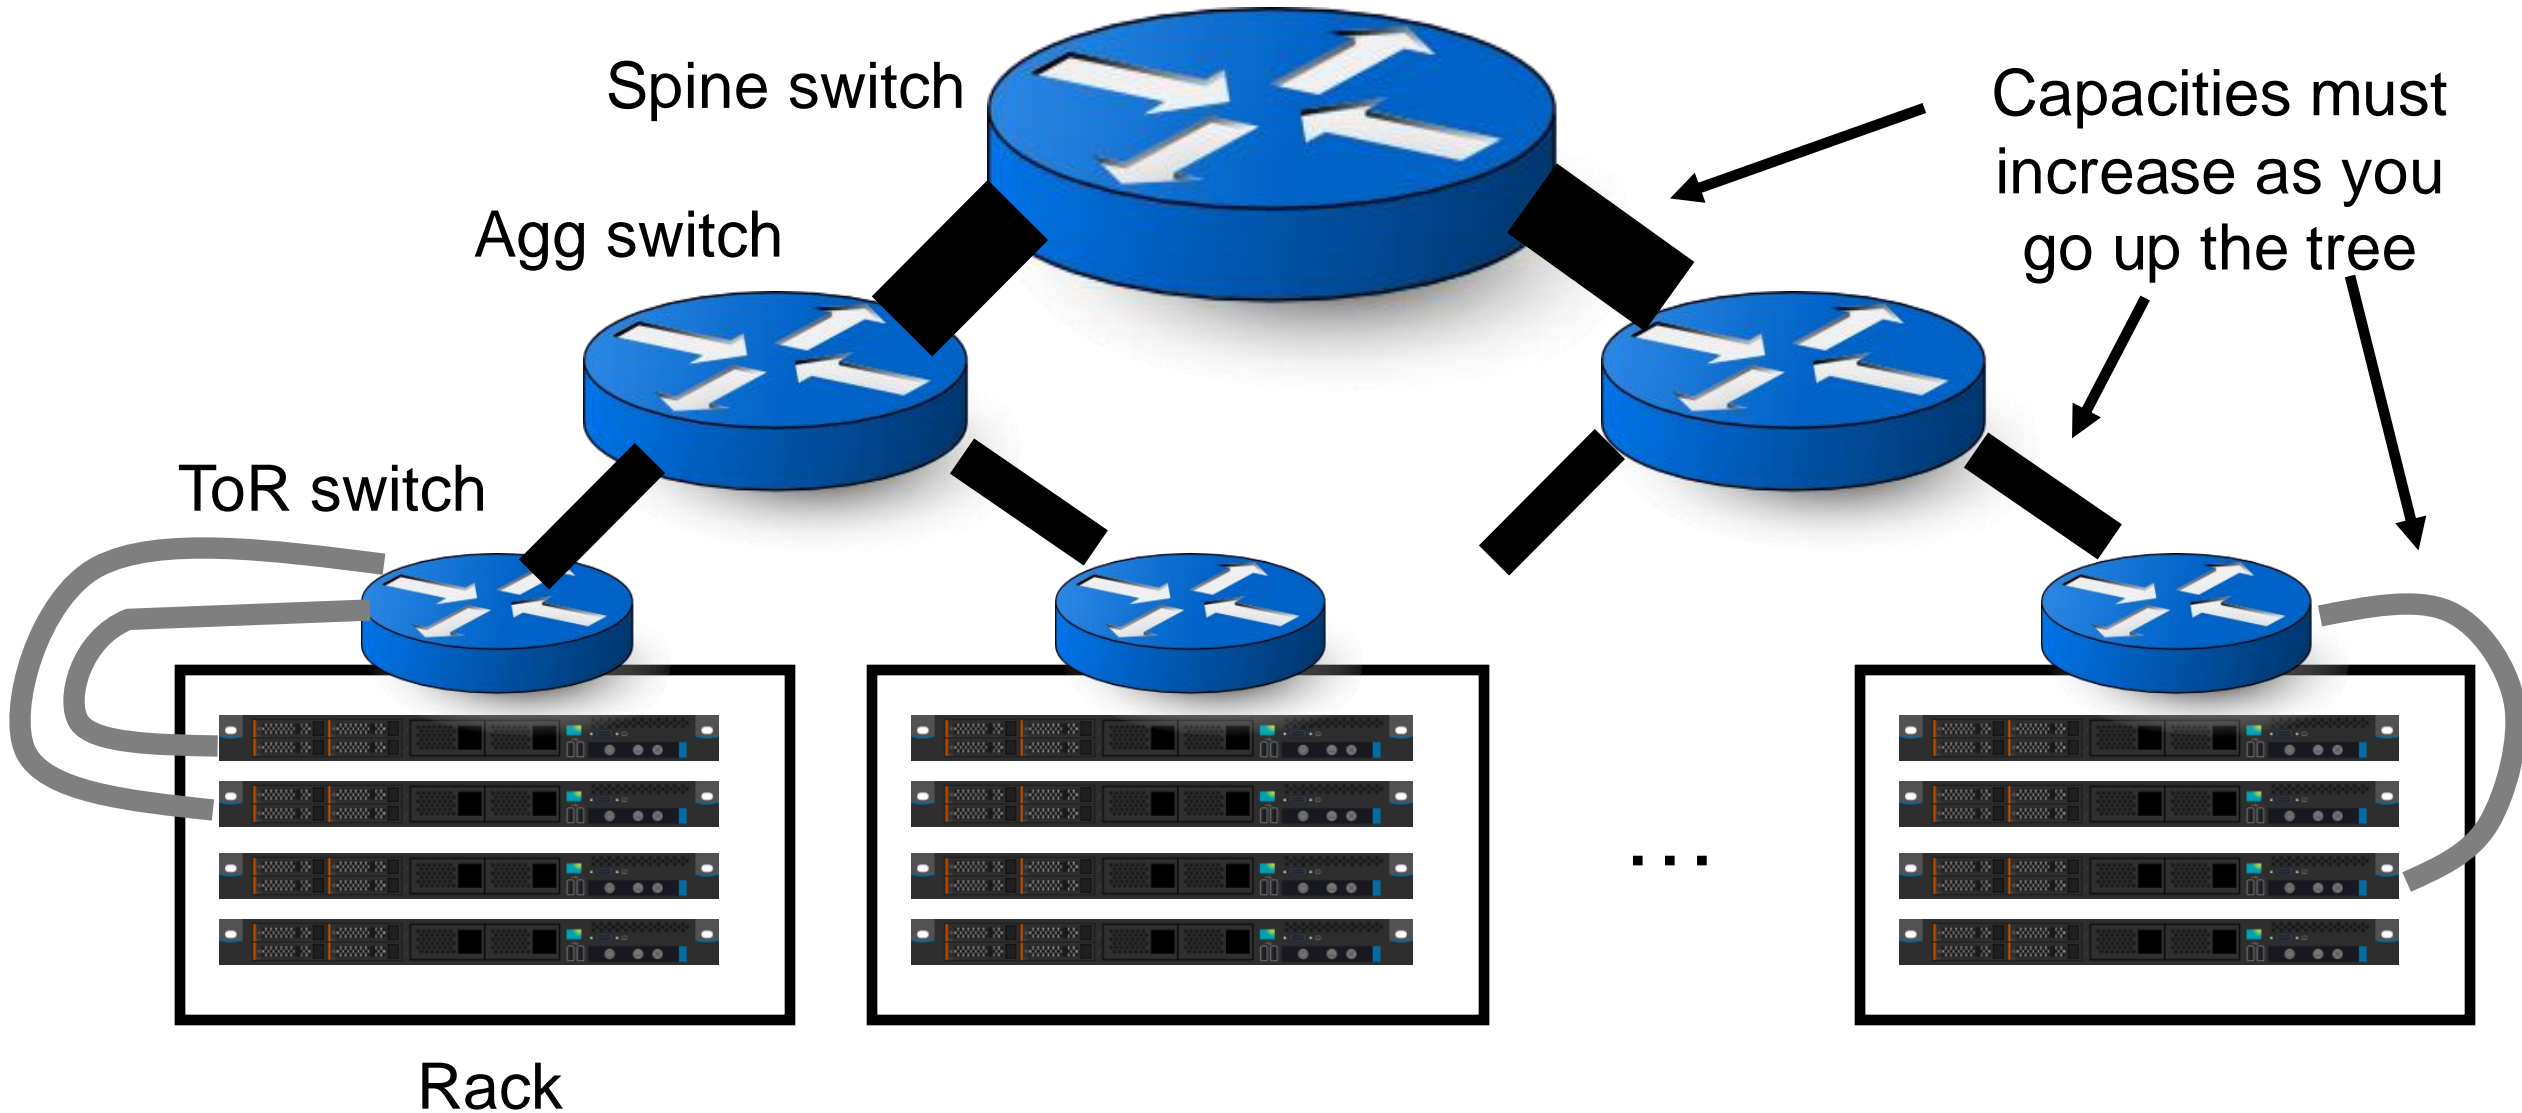 Spine switch
Capacities must
increase as you
go up the tree
Agg switch
ToR switch
...
Rack